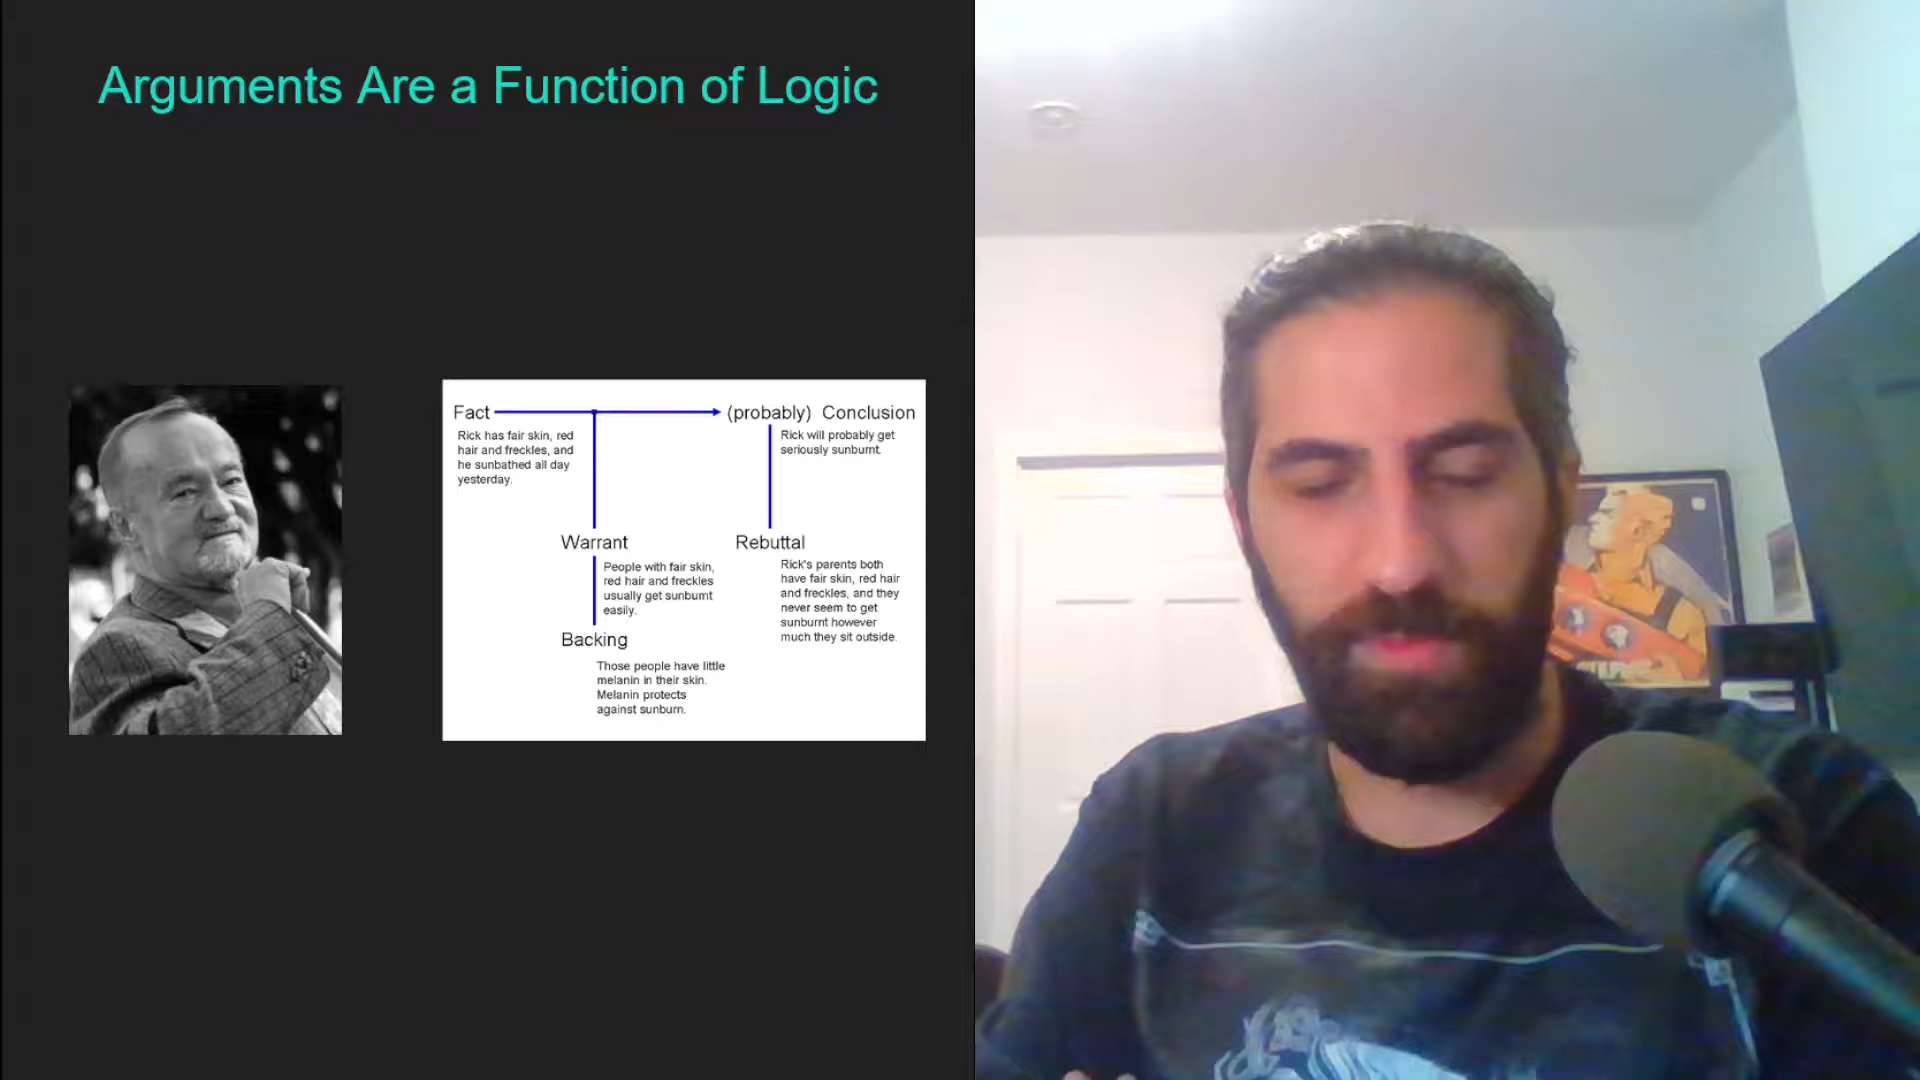 Arguments Are a Function of Logic
Fact
(probably) Conclusion
Rick has fair skin, red
hair and freckles, and
he sunbathed all day
yesterday.
Rick will probably get
seriously sunburnt.
Warrant
People with fair skin,
red hair and freckles
usually get sunburnt
easily.
Rebuttal
Rick's parents both
have fair skin, red hair
and freckles, and they
never seem to get
sunburnt however
much they sit outside.
Backing
Those people have little
melanin in their skin.
Melanin protects
against sunburn.